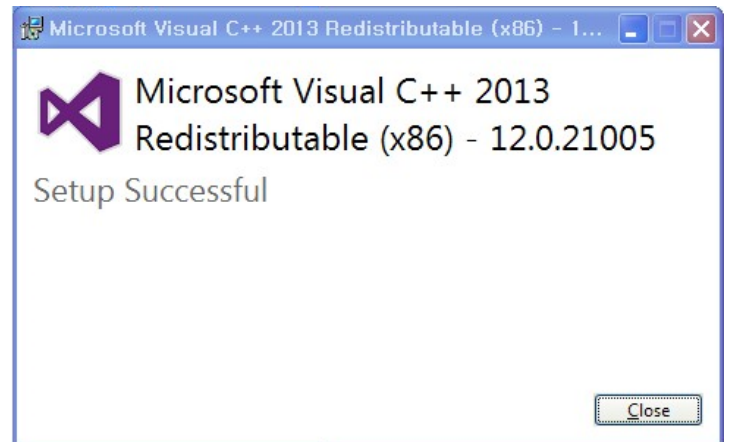 Microsoft Visual C++ 2013 Redistributable (x86) - 1...
Microsoft Visual C++ 2013
Redistributable (x86) - 12.0.21005
Setup Successful
Close